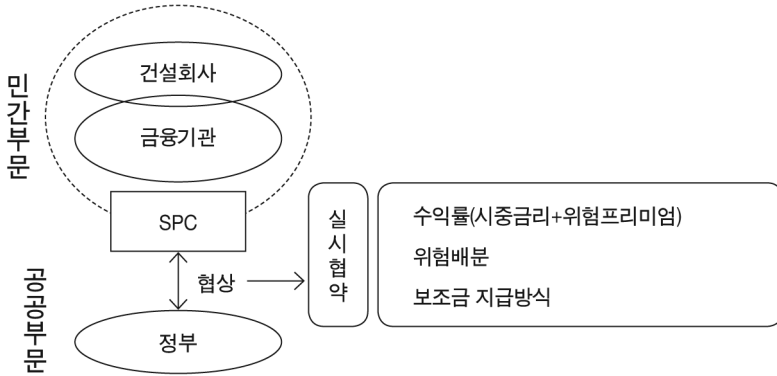 민간부문
건설회사
금융기관
SPC
공공부문
협상
정부
실시협약
수익률(시중금리+위험프리미엄)
위험배분
보조금 지급방식